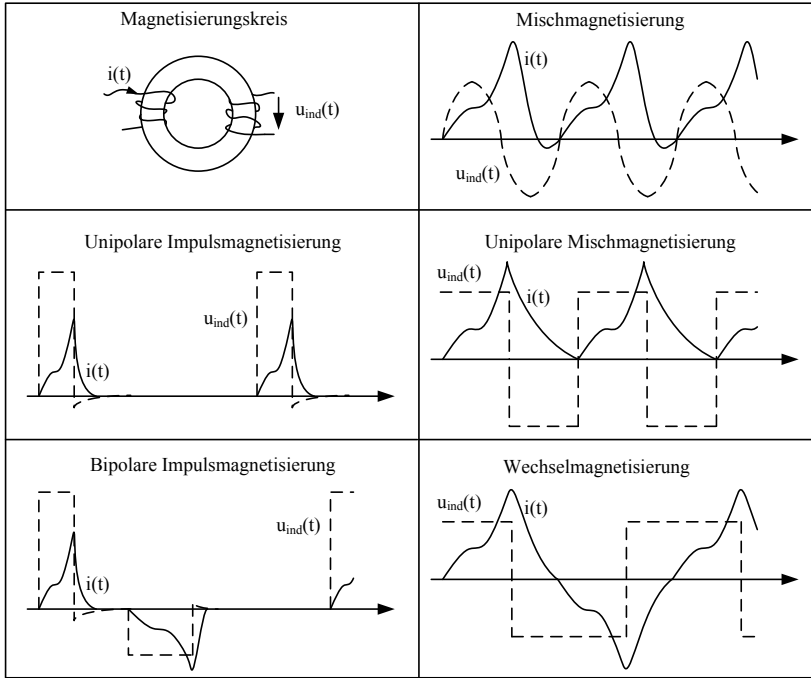 Magnetisierungskreis
i(t)
u_ind(t)
Mischmagnetisierung
i(t)
u_ind(t)
Unipolare Impulsmagnetisierung
u_ind(t)
i(t)
Unipolare Mischmagnetisierung
u_ind(t)
i(t)
Bipolare Impulsmagnetisierung
u_ind(t)
i(t)
Wechselmagnetisierung
u_ind(t)
i(t)